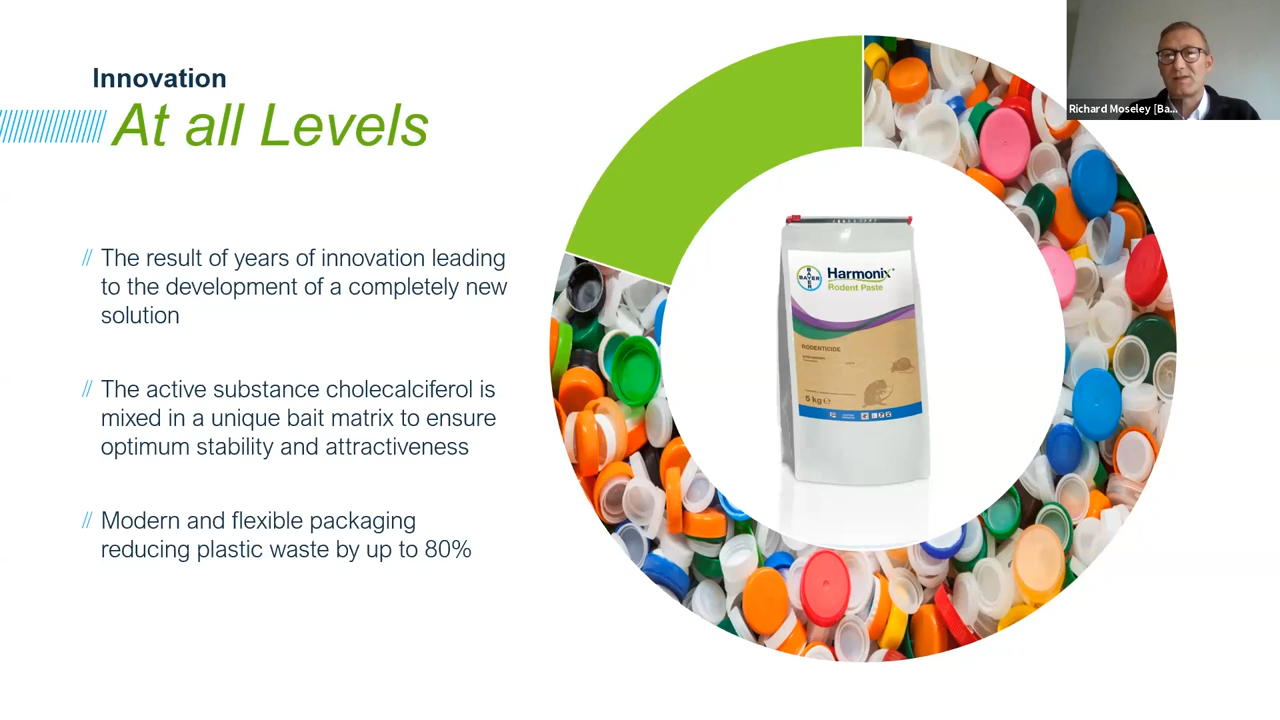 Innovation
At all Levels
// The result of years of innovation leading
to the development of a completely new
solution
// The active substance cholecalciferol is
mixed in a unique bait matrix to ensure
optimum stability and attractiveness
// Modern and flexible packaging
reducing plastic waste by up to 80%
BAYER
Harmonix
Rodent Paste
RODENTICIDE
5 kg ℮
Richard Moseley [Ba...